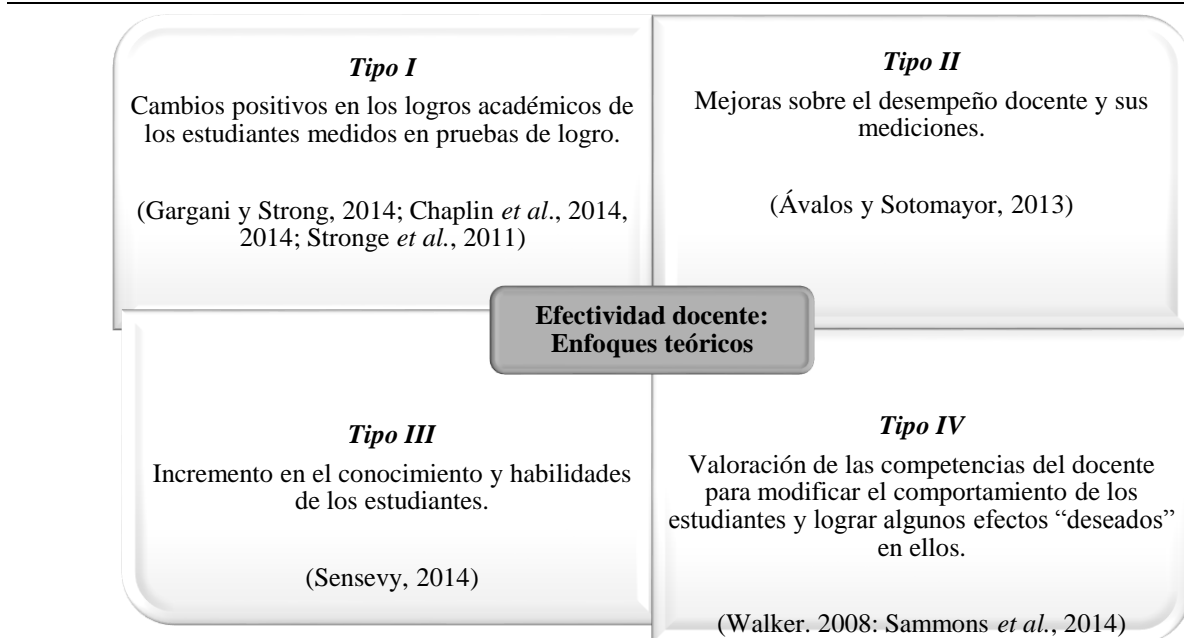 Tipo I
Cambios positivos en los logros académicos de
los estudiantes medidos en pruebas de logro.
(Gargani y Strong, 2014; Chaplin et al., 2014,
2014; Stronge et al., 2011)
Tipo II
Mejoras sobre el desempeño docente y sus
mediciones.
(Ávalos y Sotomayor, 2013)
Efectividad docente:
Enfoques teóricos
Tipo III
Incremento en el conocimiento y habilidades
de los estudiantes.
(Sensevy, 2014)
Tipo IV
Valoración de las competencias del docente
para modificar el comportamiento de los
estudiantes y lograr algunos efectos “deseados”
en ellos.
(Walker. 2008: Sammons et al., 2014)